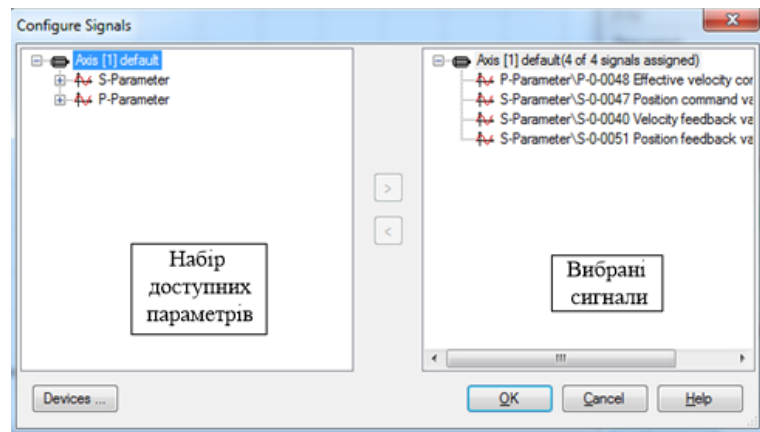 Configure Signals
Axis [1] default
S-Parameter
P-Parameter
Набір
доступних
параметрів
>
<
Axis [1] default(4 of 4 signals assigned)
P-Parameter\P-0-0048 Effective velocity cor
S-Parameter\S-0-0047 Position command va
S-Parameter\S-0-0040 Velocity feedback va
S-Parameter\S-0-0051 Position feedback va
Вибрані
сигнали
Devices ...
OK
Cancel
Help